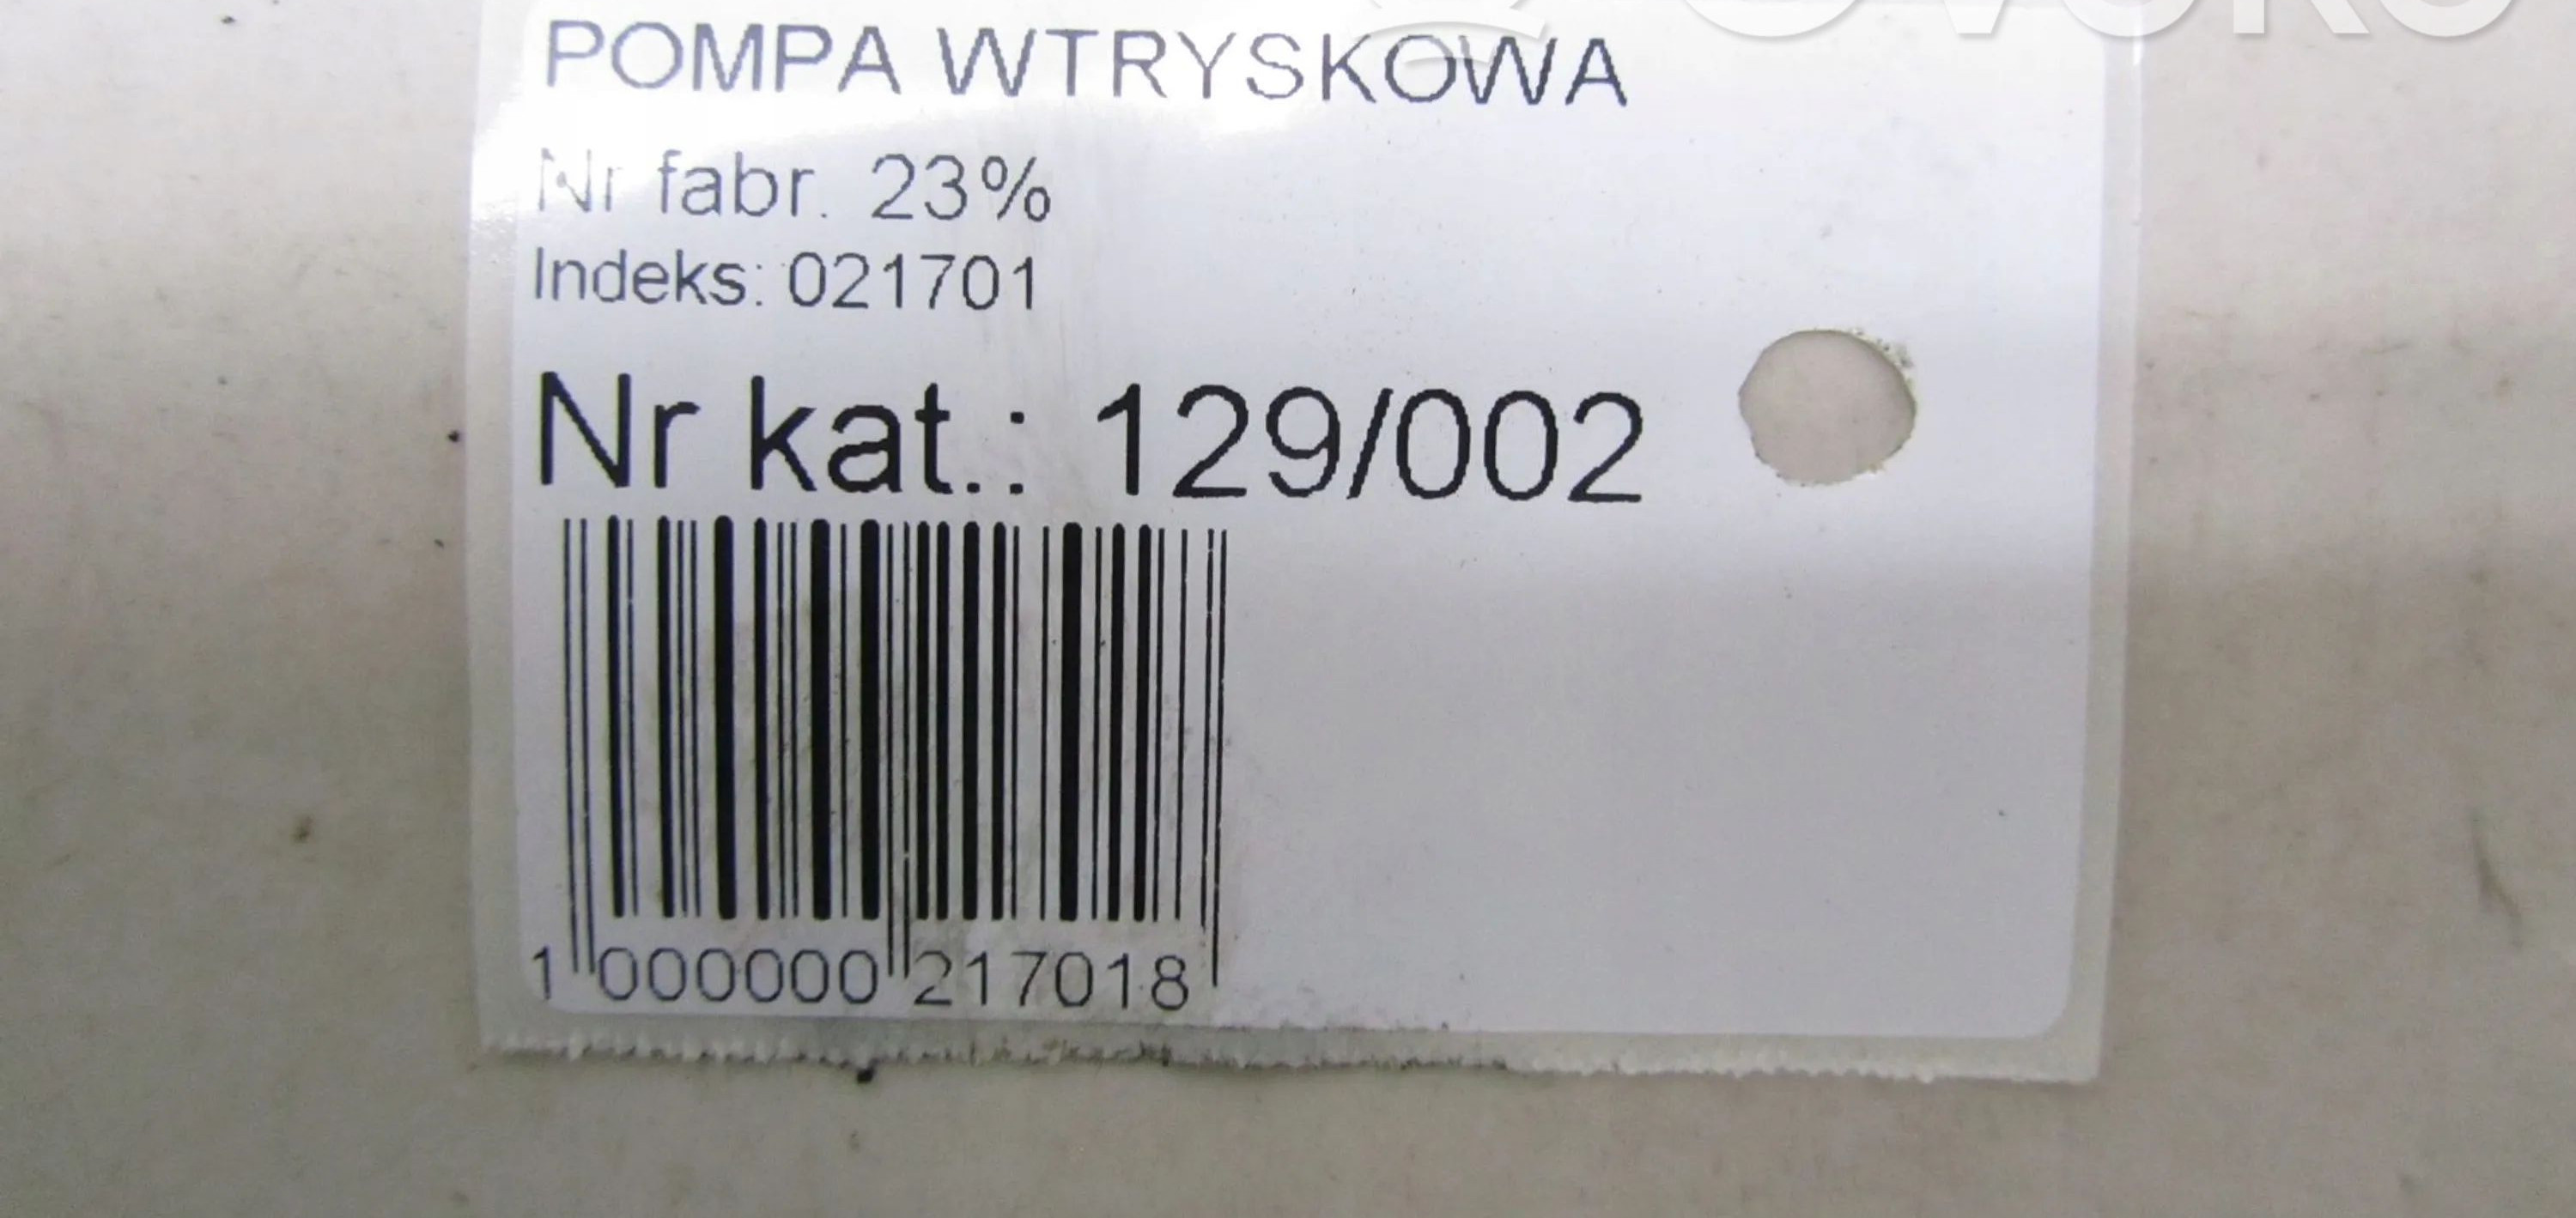 POMPA WTRYSKOWA
Nr fabr. 23%
Indeks: 021701
Nr kat.: 129/002
1 000000 217018